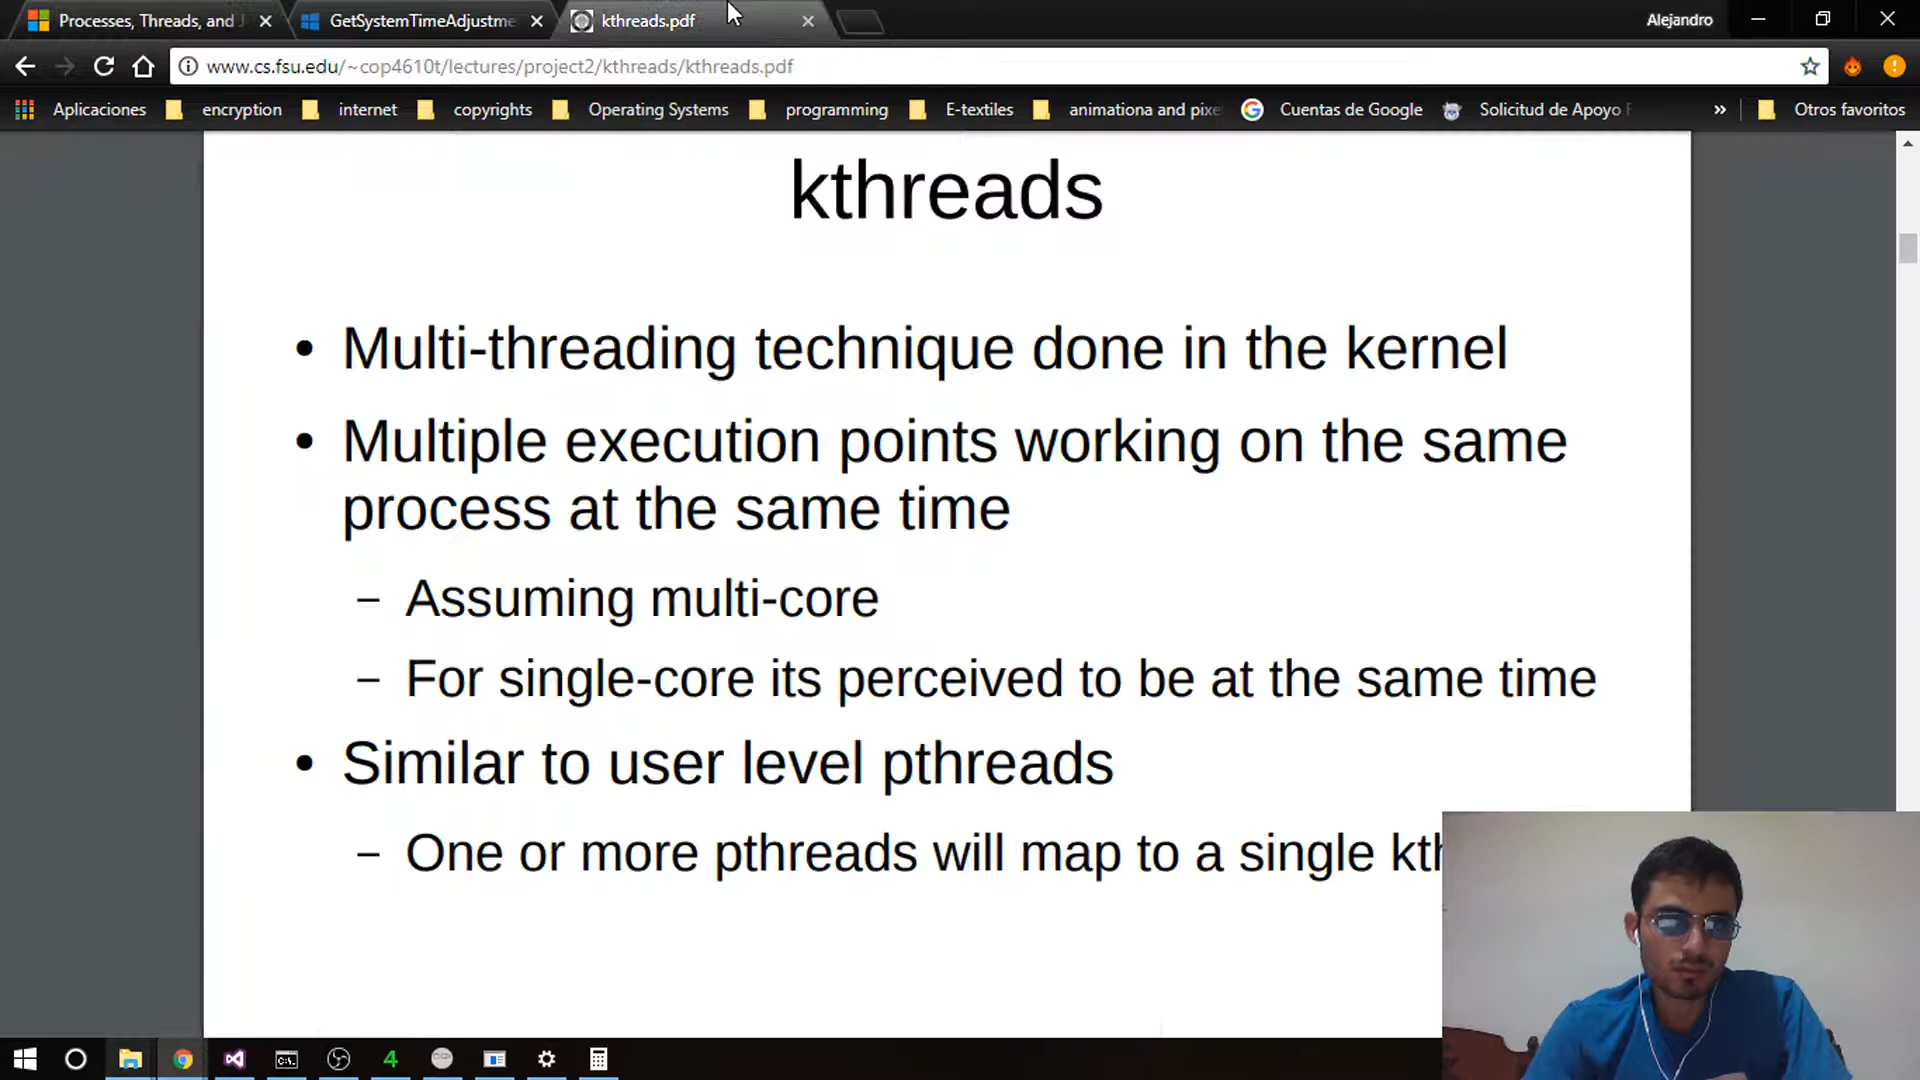 Processes, Threads, and J
GetSystemTimeAdjustme
kthreads.pdf
Alejandro
www.cs.fsu.edu/~cop4610t/lectures/project2/kthreads/kthreads.pdf
Aplicaciones
encryption
internet
copyrights
Operating Systems
programming
E-textiles
animationa and pixe
Cuentas de Google
Solicitud de Apoyo
»
Otros favoritos
kthreads
• Multi-threading technique done in the kernel
• Multiple execution points working on the same
process at the same time
– Assuming multi-core
– For single-core its perceived to be at the same time
• Similar to user level pthreads
– One or more pthreads will map to a single kth
4